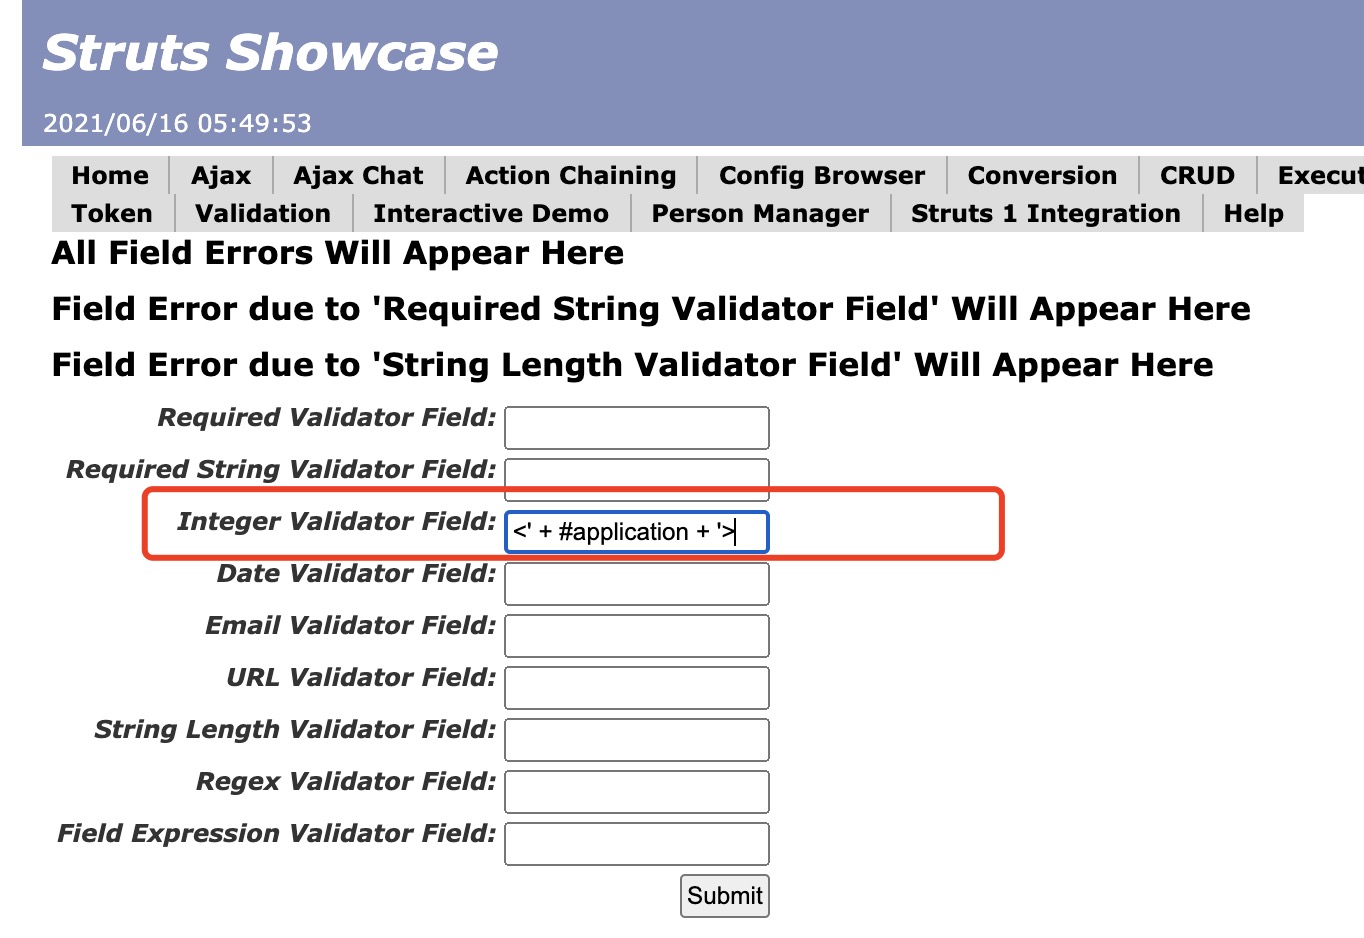 Struts Showcase
2021/06/16 05:49:53
Home Ajax Ajax Chat Action Chaining Config Browser Conversion CRUD Execut
Token Validation Interactive Demo Person Manager Struts 1 Integration Help
All Field Errors Will Appear Here
Field Error due to 'Required String Validator Field' Will Appear Here
Field Error due to 'String Length Validator Field' Will Appear Here
Required Validator Field:
Required String Validator Field:
Integer Validator Field: <' + #application + '>
Date Validator Field:
Email Validator Field:
URL Validator Field:
String Length Validator Field:
Regex Validator Field:
Field Expression Validator Field:
Submit